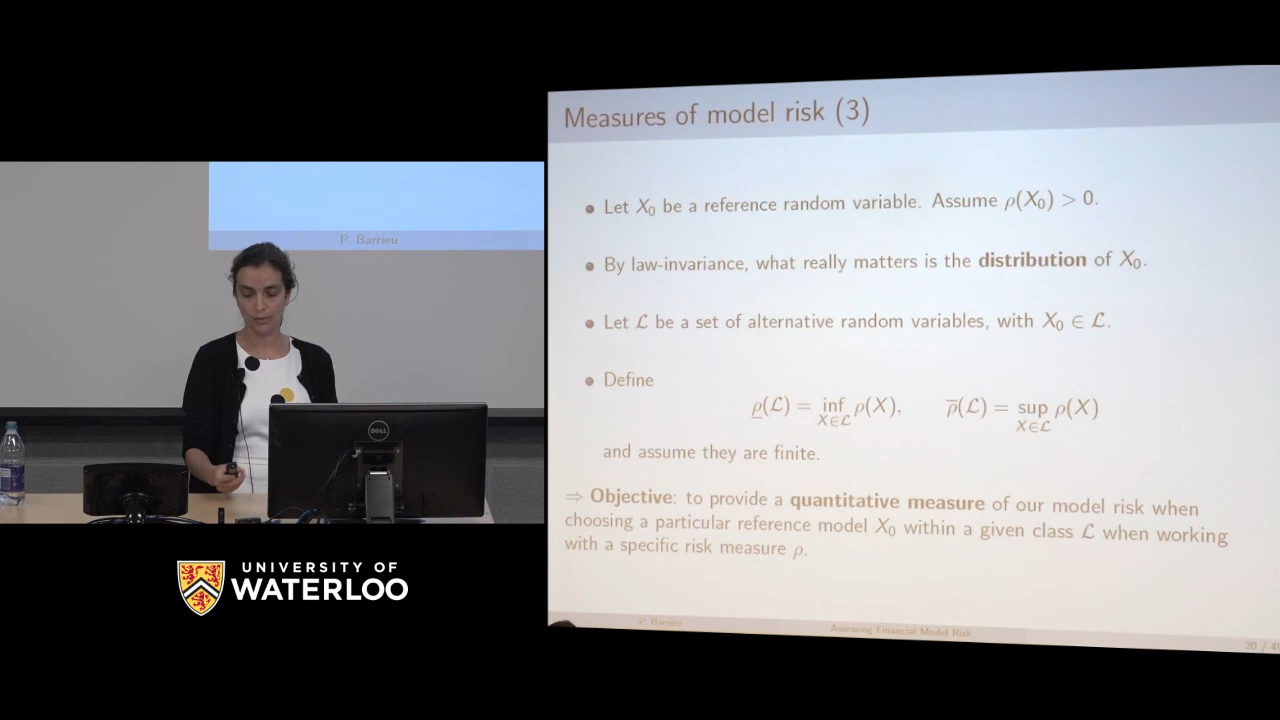 P. Barrieu
DELL
UNIVERSITY OF
WATERLOO
Measures of model risk (3)
Let X₀ be a reference random variable. Assume ρ(X₀) > 0.
By law-invariance, what really matters is the distribution of X₀.
Let ℒ be a set of alternative random variables, with X₀ ∈ ℒ.
Define
ρ̲(ℒ) = inf_{X∈ℒ} ρ(X), ρ̅(ℒ) = sup_{X∈ℒ} ρ(X)
and assume they are finite.
⇒ Objective: to provide a quantitative measure of our model risk when
choosing a particular reference model X₀ within a given class ℒ when working
with a specific risk measure ρ.
P. Barrieu
Assessing Financial Model Risk
20 /